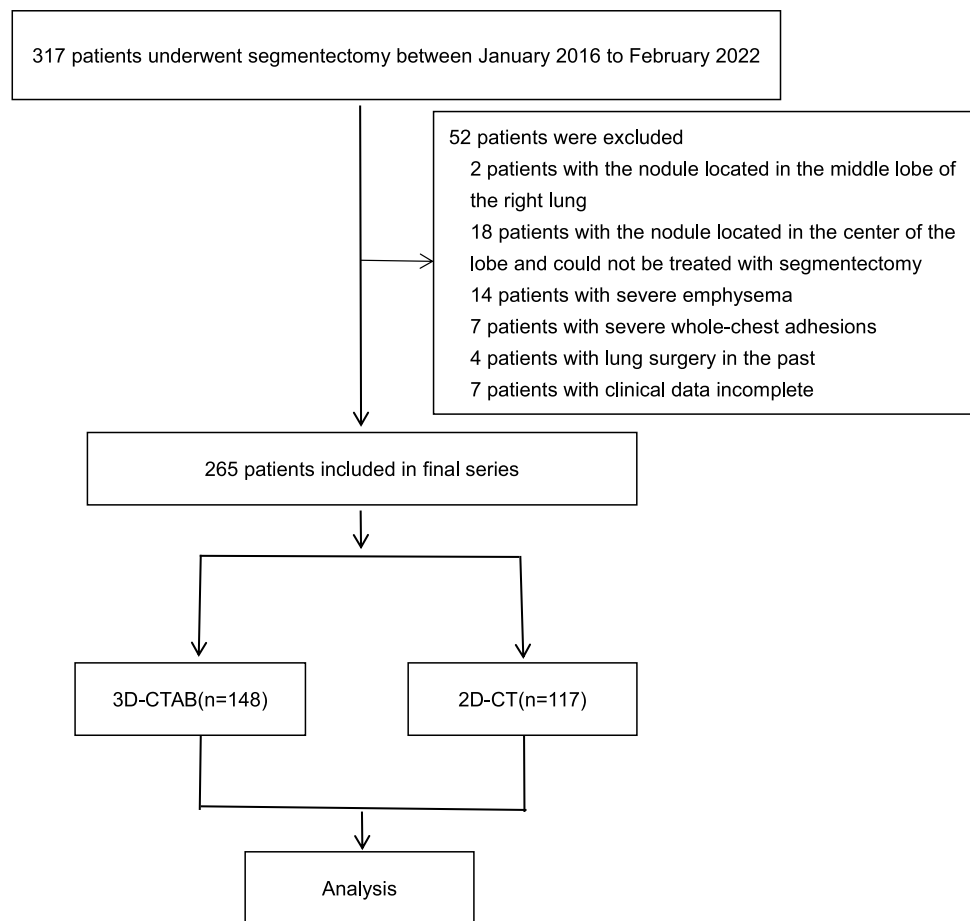 317 patients underwent segmentectomy between January 2016 to February 2022
52 patients were excluded
2 patients with the nodule located in the middle lobe of
the right lung
18 patients with the nodule located in the center of the
lobe and could not be treated with segmentectomy
14 patients with severe emphysema
7 patients with severe whole-chest adhesions
4 patients with lung surgery in the past
7 patients with clinical data incomplete
265 patients included in final series
3D-CTAB(n=148)
2D-CT(n=117)
Analysis